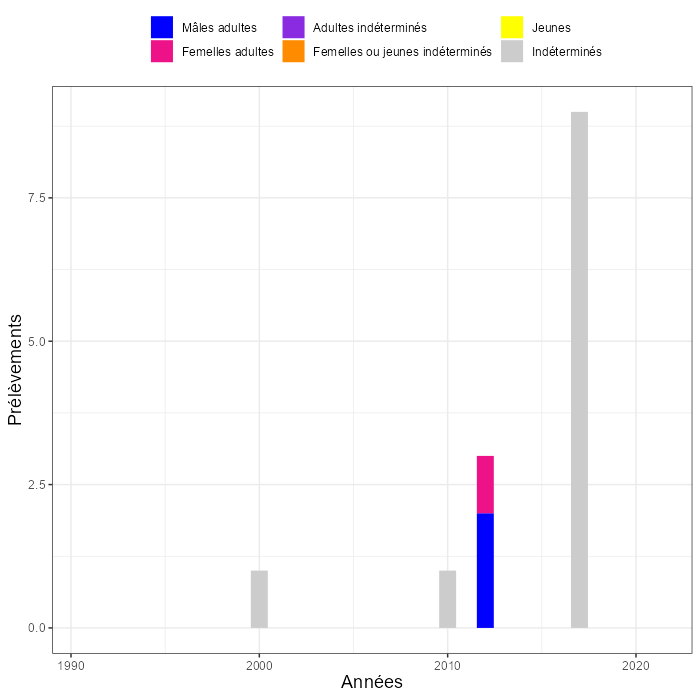 Mâles adultes Adultes indéterminés Jeunes
Femelles adultes Femelles ou jeunes indéterminés Indéterminés
7.5
5.0
2.5
0.0
Prélèvements
1990 2000 2010 2020
Années